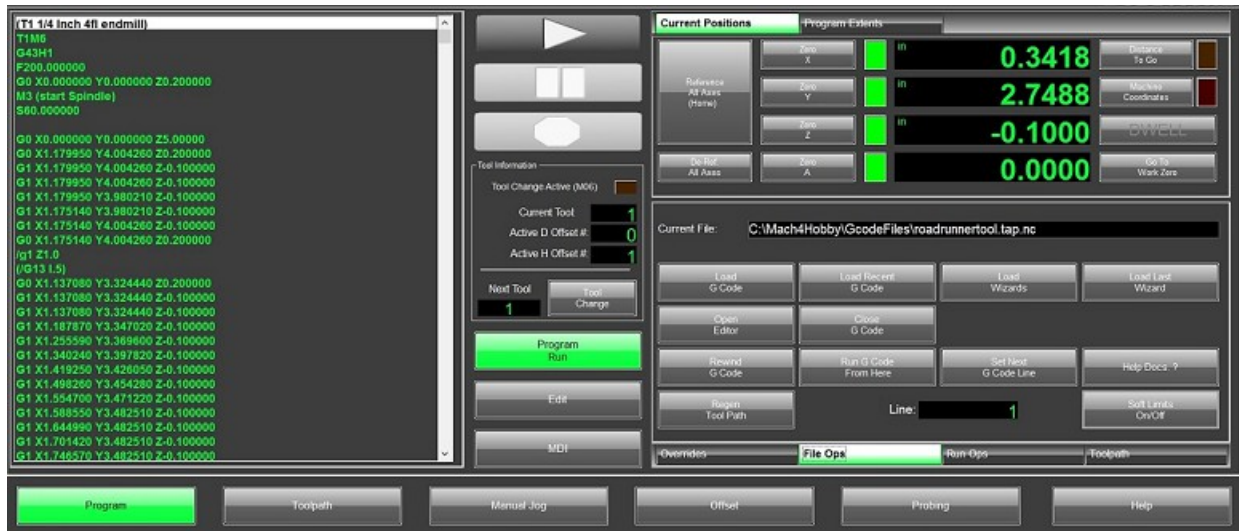 (T1 1/4 Inch 4fl endmill)
T1M6
G43H1
F200.000000
G0 X0.000000 Y0.000000 Z0.200000
M3 (start Spindle)
S60.000000
G0 X0.000000 Y0.000000 Z5.00000
G0 X1.179950 Y4.004260 Z0.200000
G1 X1.179950 Y4.004260 Z-0.100000
G1 X1.179950 Y4.004260 Z-0.100000
G1 X1.179950 Y3.980210 Z-0.100000
G1 X1.175140 Y3.980210 Z-0.100000
G1 X1.175140 Y4.004260 Z-0.100000
G0 X1.175140 Y4.004260 Z0.200000
/g1 Z1.0
(/G13 I.5)
G0 X1.137080 Y3.324440 Z0.200000
G1 X1.137080 Y3.324440 Z-0.100000
G1 X1.137080 Y3.324440 Z-0.100000
G1 X1.187870 Y3.347020 Z-0.100000
G1 X1.255590 Y3.369600 Z-0.100000
G1 X1.340240 Y3.397820 Z-0.100000
G1 X1.419250 Y3.426050 Z-0.100000
G1 X1.498260 Y3.454280 Z-0.100000
G1 X1.554700 Y3.471220 Z-0.100000
G1 X1.588550 Y3.482510 Z-0.100000
G1 X1.644990 Y3.482510 Z-0.100000
G1 X1.701420 Y3.482510 Z-0.100000
G1 X1.746570 Y3.482510 Z-0.100000
Tool Information
Tool Change Active (M06)
Current Tool: 1
Active D Offset #: 0
Active H Offset #: 1
Next Tool
1
Tool
Change
Program
Run
Edit
MDI
Current Positions
Program Extents
Reference
All Axes
(Home)
Zero
X
in
0.3418
Distance
To Go
Zero
Y
in
2.7488
Machine
Coordinates
Zero
Z
in
-0.1000
DWELL
De-Ref
All Axes
Zero
A
0.0000
Go To
Work Zero
Current File: C:\Mach4Hobby\GcodeFiles\roadrunnertool.tap.nc
Load
G Code
Load Recent
G Code
Load
Wizards
Load Last
Wizard
Open
Editor
Close
G Code
Rewind
G Code
Run G Code
From Here
Set Next
G Code Line
Help Docs. ?
Regen
Tool Path
Line: 1
Soft Limits
On/Off
Overrides
File Ops
Run Ops
Toolpath
Program
Toolpath
Manual Jog
Offset
Probing
Help